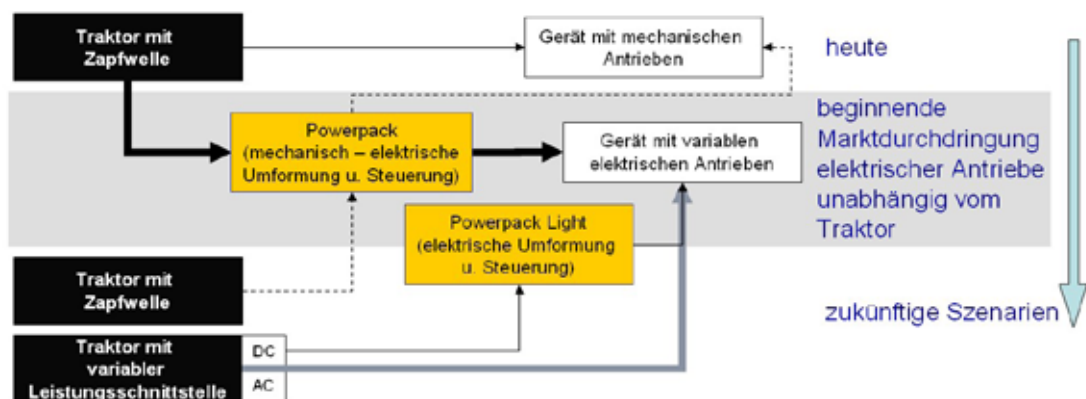 Traktor mit
Zapfwelle
Gerät mit mechanischen
Antrieben
heute
Powerpack
(mechanisch – elektrische
Umformung u. Steuerung)
Gerät mit variablen
elektrischen Antrieben
beginnende
Marktdurchdringung
elektrischer Antriebe
unabhängig vom
Traktor
Powerpack Light
(elektrische Umformung
u. Steuerung)
Traktor mit
Zapfwelle
zukünftige Szenarien
Traktor mit
variabler
Leistungsschnittstelle
DC
AC